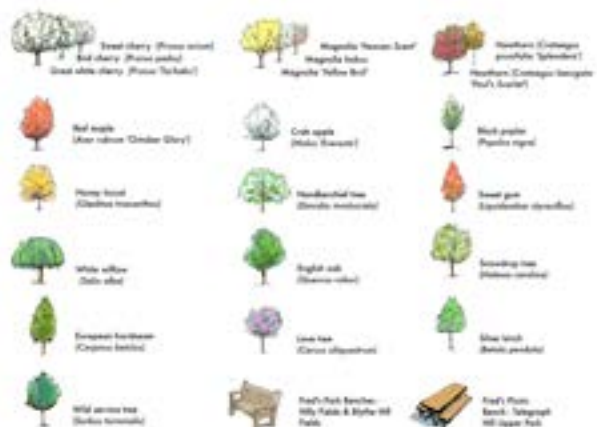 Sweet cherry (Prunus avium)
Bird cherry (Prunus padus)
Great white cherry (Prunus 'Taihaku')
Magnolia 'Heaven Scent'
Magnolia kobus
Magnolia 'Yellow Bird'
Hawthorn (Crataegus
prunifolia 'Splendens')
Hawthorn (Crataegus laevigata
'Paul's Scarlet')
Red maple
(Acer rubrum 'October Glory')
Crab apple
(Malus 'Evereste')
Black poplar
(Populus nigra)
Honey locust
(Gleditsia triacanthos)
Handkerchief tree
(Davidia involucrata)
Sweet gum
(Liquidambar styraciflua)
White willow
(Salix alba)
English oak
(Quercus robur)
Snowdrop tree
(Halesia carolina)
European hornbeam
(Carpinus betulus)
Love tree
(Cercis siliquastrum)
Silver birch
(Betula pendula)
Wild service tree
(Sorbus torminalis)
Fred's Park Benches -
Hilly Fields & Blythe Hill
Fields
Fred's Picnic
Bench - Telegraph
Hill Upper Park